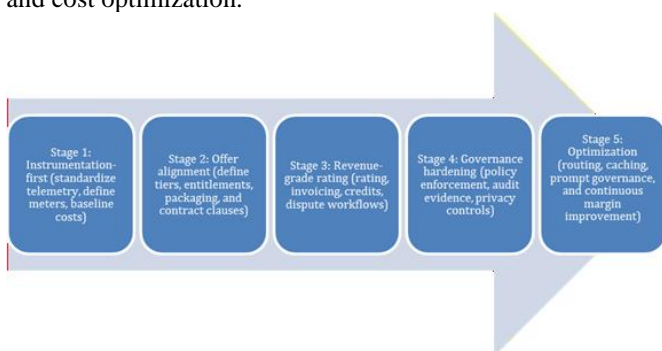 and cost optimization.
Stage 1:
Instrumentation-
first (standardize
telemetry, define
meters, baseline
costs)
Stage 2: Offer
alignment (define
tiers, entitlements,
packaging, and
contract clauses)
Stage 3: Revenue-
grade rating (rating,
invoicing, credits,
dispute workflows)
Stage 4: Governance
hardening (policy
enforcement, audit
evidence, privacy
controls)
Stage 5:
Optimization
(routing, caching,
prompt governance,
and continuous
margin
improvement)